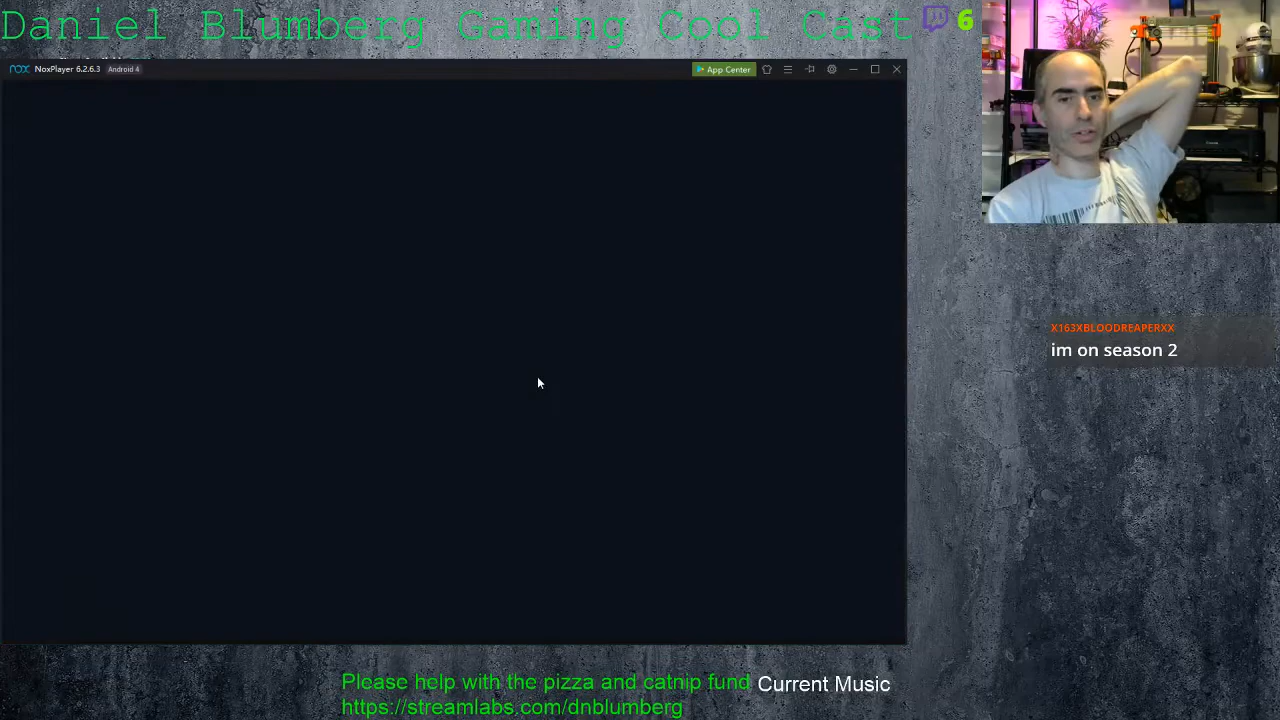 Daniel Blumberg Gaming Cool Cast 6
nox NoxPlayer 6.2.6.3 Android 4 App Center
X163XBLOODREAPERXX
im on season 2
Please help with the pizza and catnip fund
https://streamlabs.com/dnblumberg
Current Music